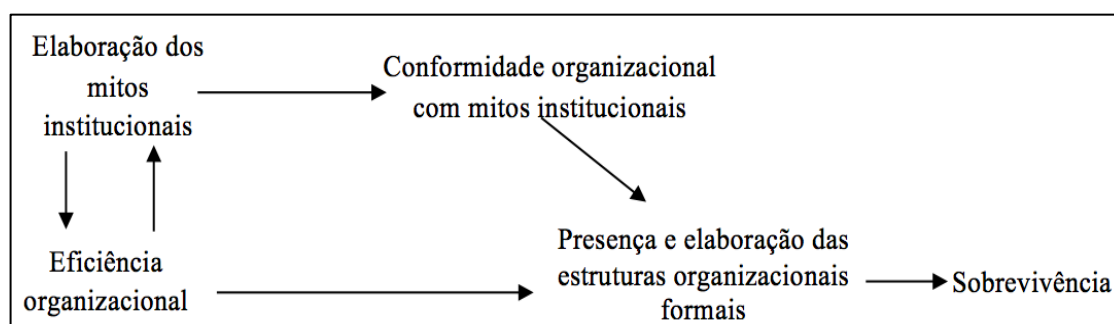 Elaboração dos
mitos
institucionais
Conformidade organizacional
com mitos institucionais
Eficiência
organizacional
Presença e elaboração das
estruturas organizacionais
formais
Sobrevivência